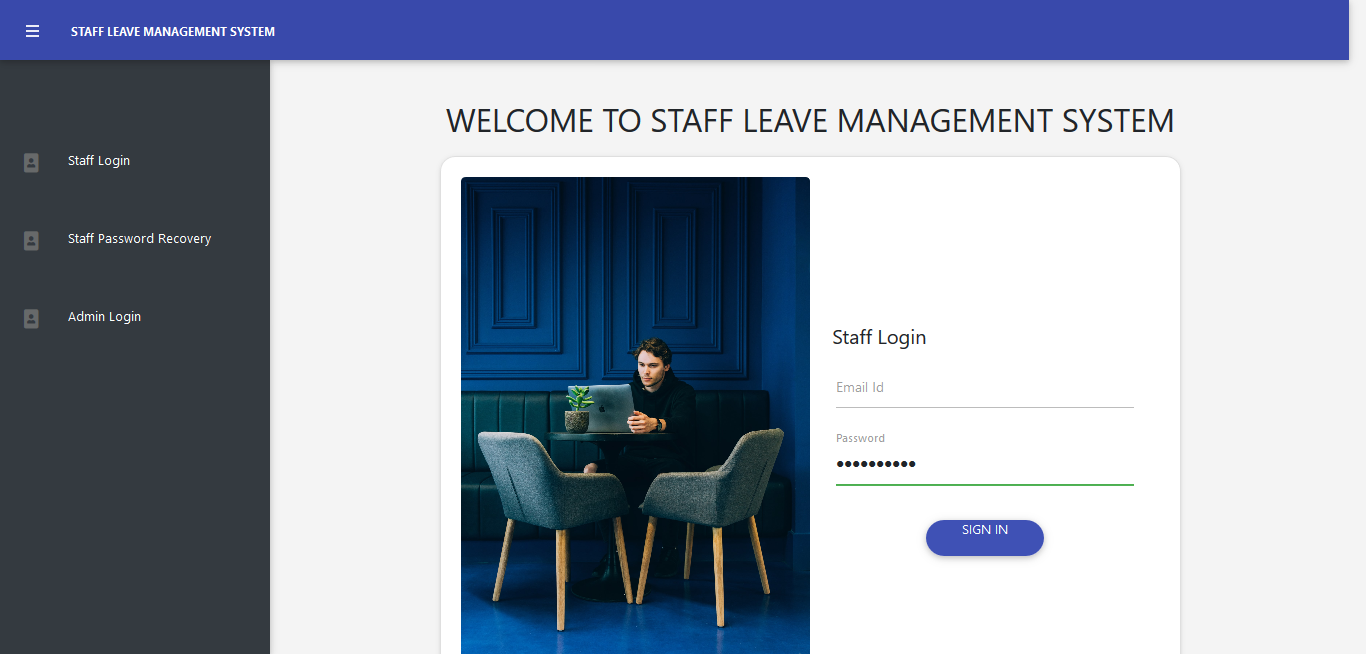 STAFF LEAVE MANAGEMENT SYSTEM
Staff Login
Staff Password Recovery
Admin Login
WELCOME TO STAFF LEAVE MANAGEMENT SYSTEM
Staff Login
Email Id
Password
••••••••••
SIGN IN